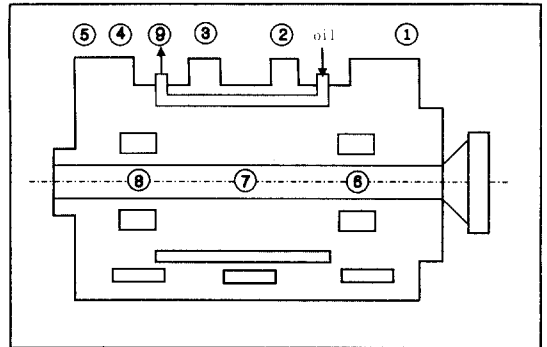 ⑤ ④ ⑨ ③ ② oil ①
⑧ ⑦ ⑥